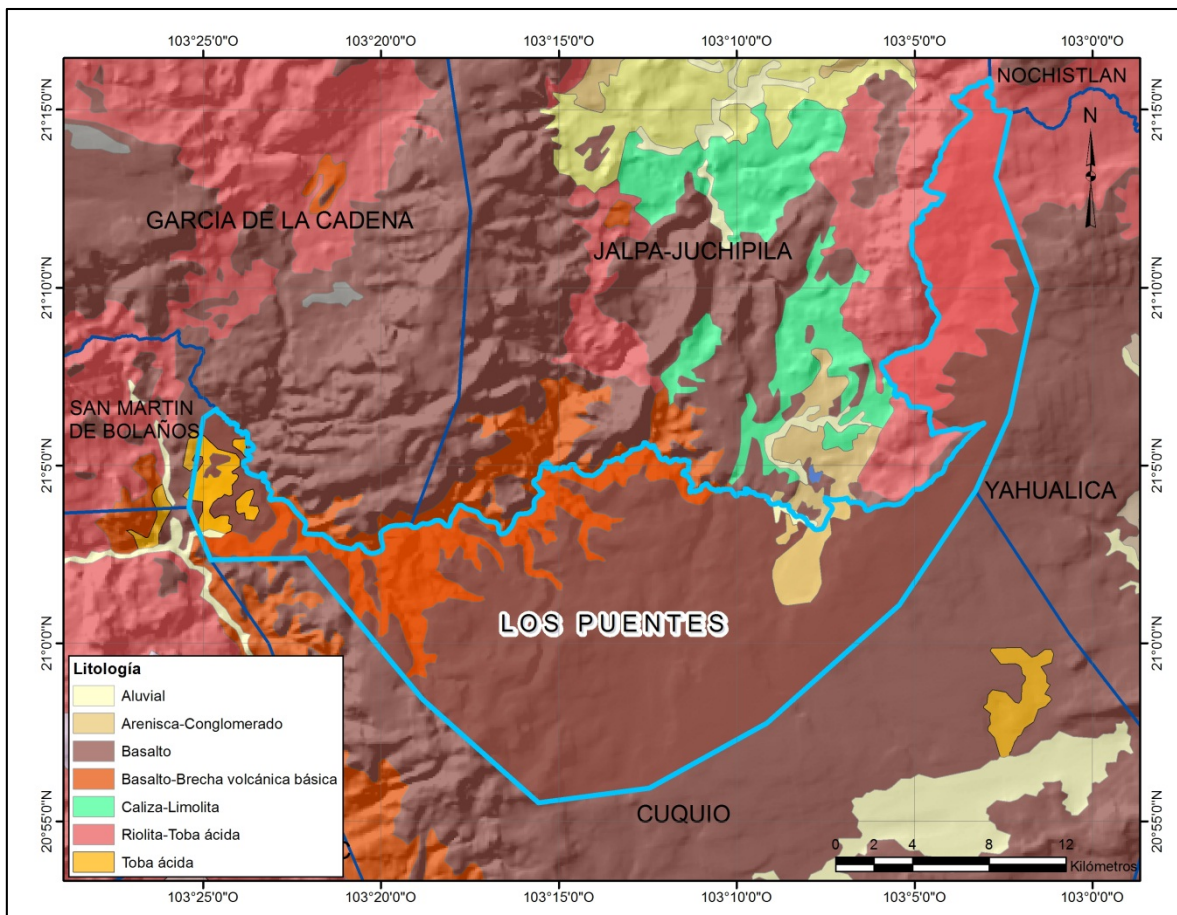 103°25'0"O 103°20'0"O 103°15'0"O 103°10'0"O 103°5'0"O 103°0'0"O
NOCHISTLAN
21°15'0"N 21°15'0"N
N
GARCIA DE LA CADENA
JALPA-JUCHIPILA
21°10'0"N 21°10'0"N
SAN MARTIN
DE BOLAÑOS
21°5'0"N 21°5'0"N
YAHUALICA
LOS PUENTES
21°0'0"N 21°0'0"N
Litología
Aluvial
Arenisca-Conglomerado
Basalto
Basalto-Brecha volcánica básica
Caliza-Limolita
Riolita-Toba ácida
Toba ácida
CUQUIO
20°55'0"N 20°55'0"N
0 2 4 8 12
Kilómetros
103°25'0"O 103°20'0"O 103°15'0"O 103°10'0"O 103°5'0"O 103°0'0"O